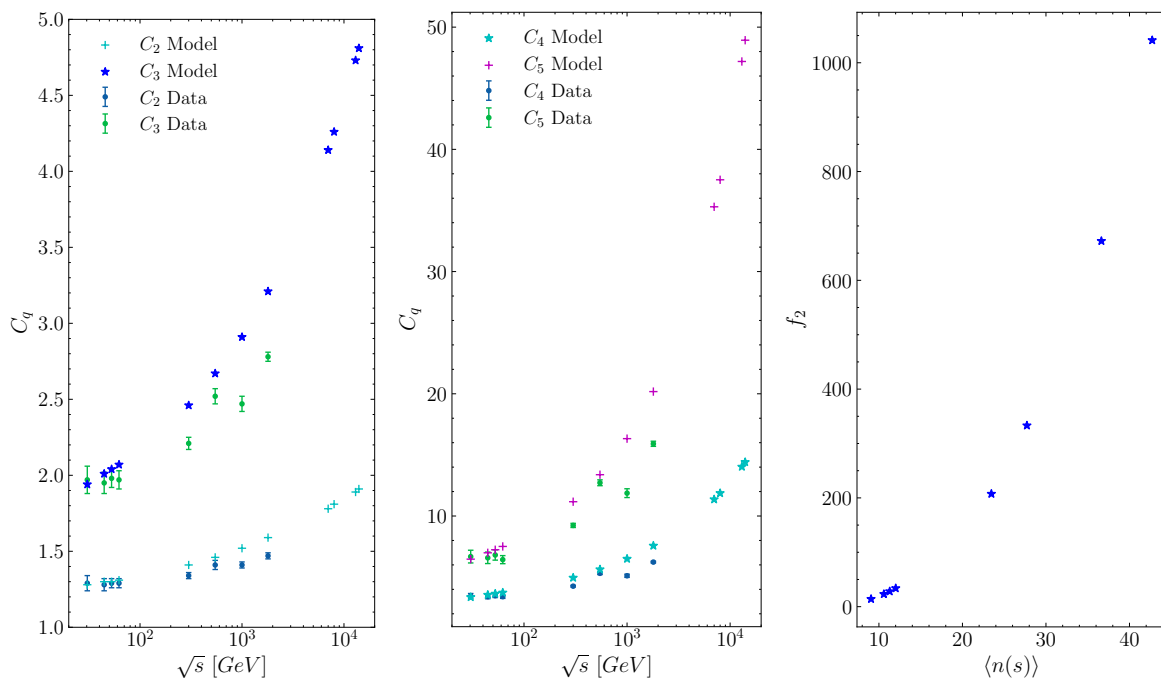 5.0
4.5
4.0
3.5
3.0
2.5
2.0
1.5
1.0
C_q
10^2
10^3
10^4
√s [GeV]
C_2 Model
C_3 Model
C_2 Data
C_3 Data
50
40
30
20
10
C_q
10^2
10^3
10^4
√s [GeV]
C_4 Model
C_5 Model
C_4 Data
C_5 Data
1000
800
600
400
200
0
f_2
10
20
30
40
⟨n(s)⟩